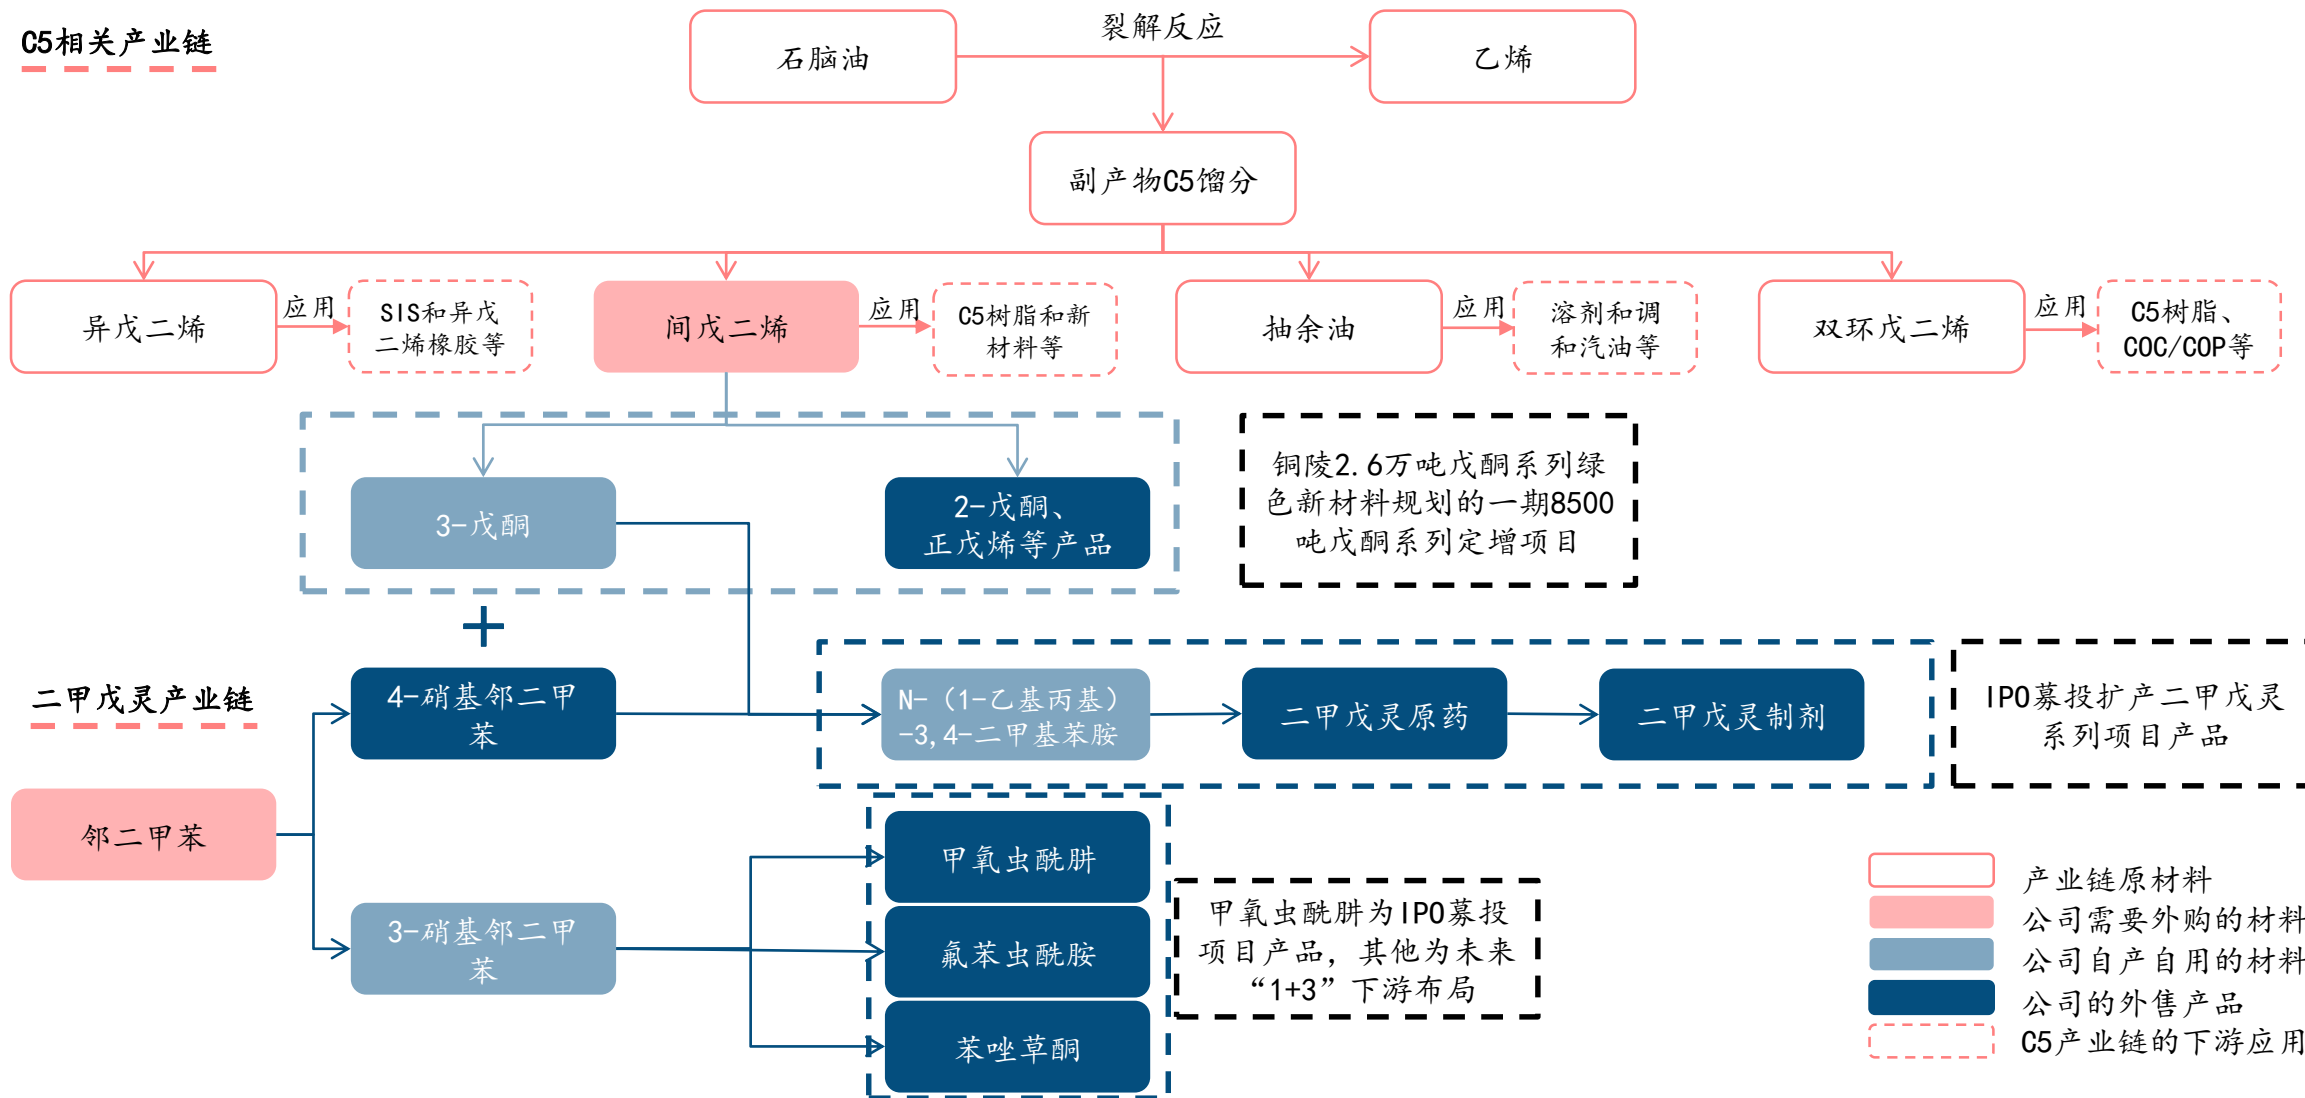 C5相关产业链
石脑油
裂解反应
乙烯
副产物C5馏分
异戊二烯
应用
SIS和异戊
二烯橡胶等
间戊二烯
应用
C5树脂和新
材料等
抽余油
应用
溶剂和调
和汽油等
双环戊二烯
应用
C5树脂、
COC/COP等
3-戊酮
2-戊酮、
正戊烯等产品
铜陵2.6万吨戊酮系列绿
色新材料规划的一期8500
吨戊酮系列定增项目
+
二甲戊灵产业链
4-硝基邻二甲
苯
N-（1-乙基丙基）
-3,4-二甲基苯胺
二甲戊灵原药
二甲戊灵制剂
IPO募投扩产二甲戊灵
系列项目产品
邻二甲苯
3-硝基邻二甲
苯
甲氧虫酰肼
氟苯虫酰胺
苯唑草酮
甲氧虫酰肼为IPO募投
项目产品，其他为未来
“1+3”下游布局
产业链原材料
公司需要外购的材料
公司自产自用的材料
公司的外售产品
C5产业链的下游应用